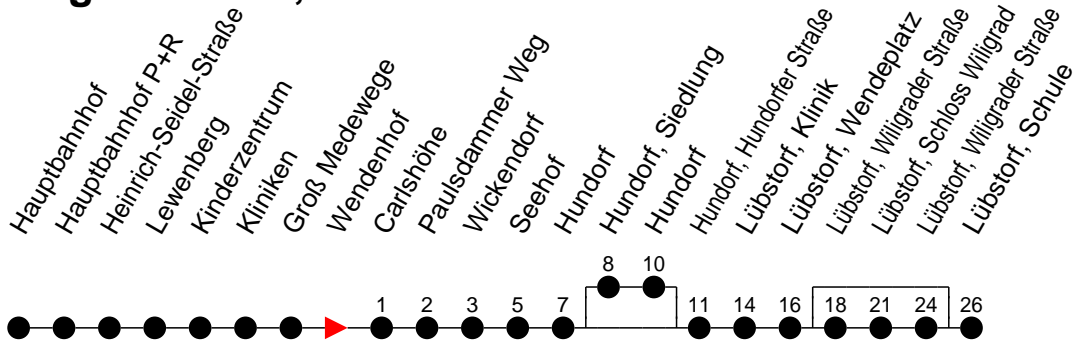 Hauptbahnhof
Hauptbahnhof P+R
Heinrich-Seidel-Straße
Lewenberg
Kinderzentrum
Kliniken
Groß Medewege
Wendenhof
Carlshöhe
Paulsdammer Weg
Wickendorf
Seehof
Hundorf
Hundorf, Siedlung
Hundorf
Hundorf, Hundorfer Straße
Lübstorf, Klinik
Lübstorf, Wendeplatz
Lübstorf, Wiligrader Straße
Lübstorf, Schloss Wiligrad
Lübstorf, Wiligrader Straße
Lübstorf, Schule
8 10
1 2 3 5 7 11 14 16 18 21 24 26